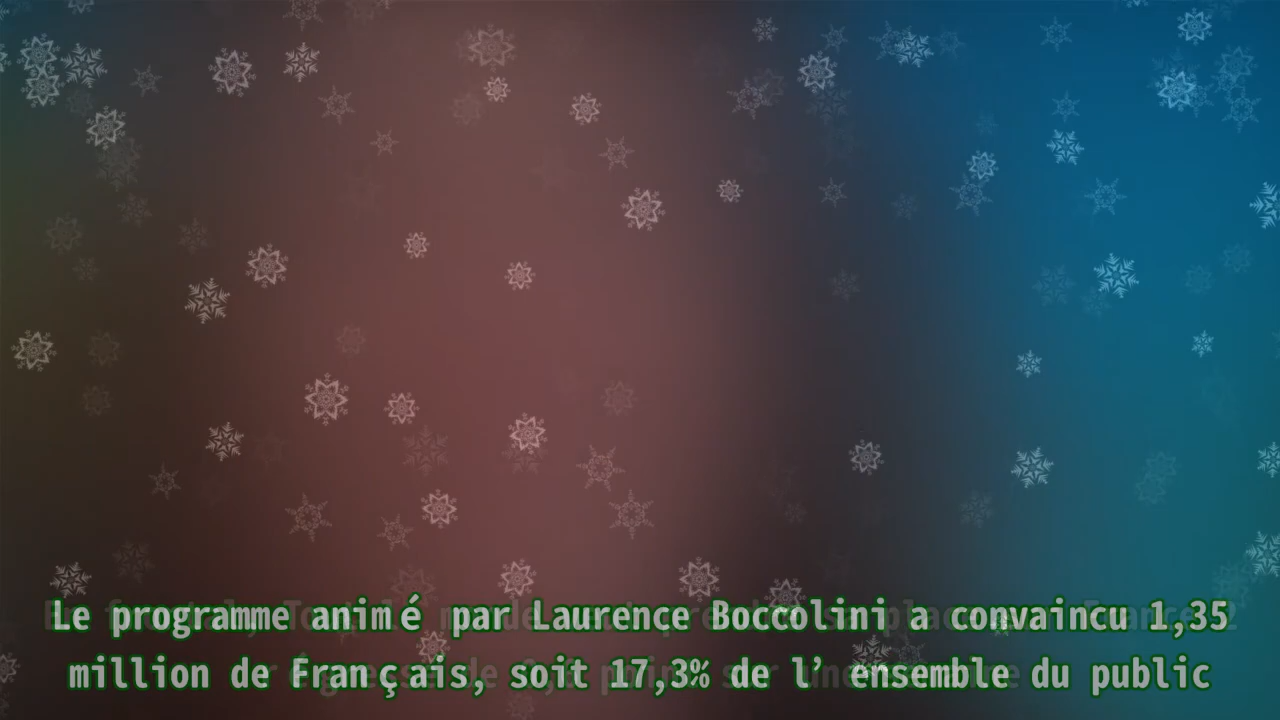 Le programme animé par Laurence Boccolini a convaincu 1,35
million de Français, soit 17,3% de l’ensemble du public